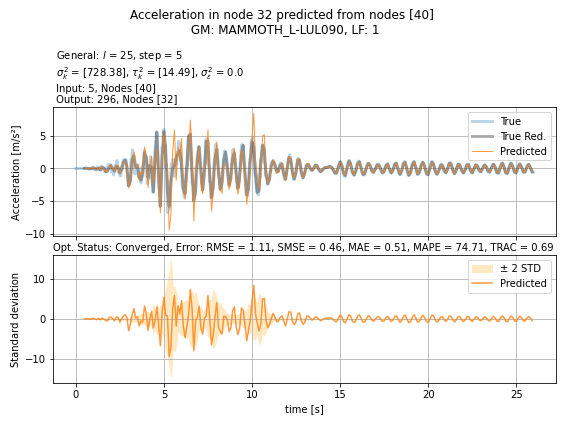 Acceleration in node 32 predicted from nodes [40]
GM: MAMMOTH_L-LUL090, LF: 1
General: l = 25, step = 5
σ²ₖ = [728.38], τ²ₖ = [14.49], σ²ε = 0.0
Input: 5, Nodes [40]
Output: 296, Nodes [32]
Acceleration [m/s²]
5
0
−5
−10
True
True Red.
Predicted
Opt. Status: Converged, Error: RMSE = 1.11, SMSE = 0.46, MAE = 0.51, MAPE = 74.71, TRAC = 0.69
Standard deviation
10
0
−10
± 2 STD
Predicted
0 5 10 15 20 25
time [s]